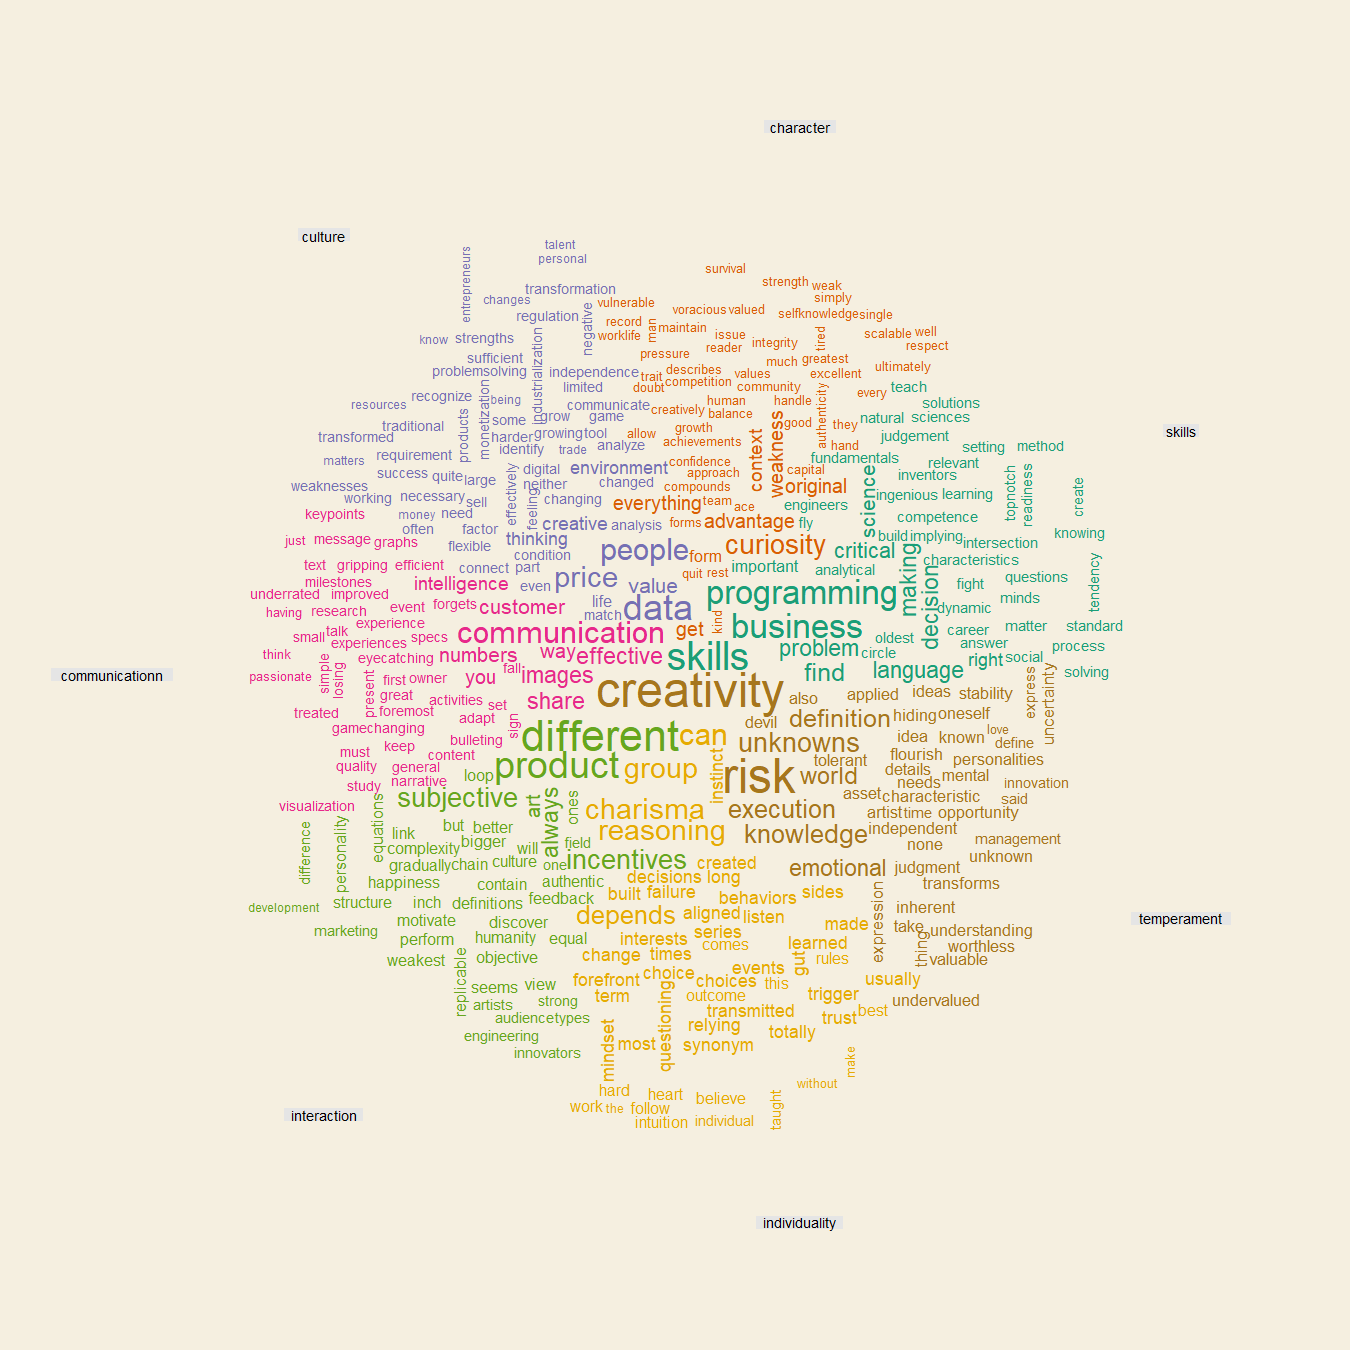 character
culture
talent
personal
survival
entrepreneurs
transformation
strength
weak
changes
vulnerable
simply
regulation
voracious valued
selfknowledge single
negative
record
man
maintain
know
strengths
worklife
issue
tired
scalable
well
industrialization
reader
integrity
respect
sufficient
pressure
much
greatest
problemsolving
independence
trait
describes
values
excellent
ultimately
limited
doubt
competition
community
every
teach
recognize
monetization
being
human
handle
authenticity
solutions
resources
communicate
creatively
balance
natural
sciences
traditional
products
some
grow
game
growth
good
they
skills
transformed
harder
growing tool
allow
achievements
context
weakness
hand
judgement
matters
requirement
identify
trade
analyze
confidence
fundamentals
setting
method
success
quite
large
digital
environment
approach
capital
relevant
weaknesses
effectively
neither
changed
compounds
original
science
inventors
working
necessary
sell
feeling
changing
everything
team
ace
engineers
ingenious
learning
topnotch
readiness
create
keypoints
money
need
creative
analysis
forms
advantage
fly
competence
often
factor
thinking
people
form
curiosity
critical
build
implying
intersection
knowing
just
message
graphs
flexible
condition
important
making
decision
characteristics
text
gripping
efficient
connect
part
price
value
quit
rest
analytical
fight
questions
tendency
milestones
intelligence
even
programming
underrated
improved
life
data
dynamic
minds
having
research
event
forgets
customer
match
kind
business
career
matter
standard
experience
communication
get
small
talk
experiences
specs
oldest
answer
process
think
eyecatching
numbers
way
effective
skills
problem
circle
right
social
solving
communicationn
passionate
simple
losing
present
first
owner
you
fall
images
find
language
great
activities
set
share
creativity
also
applied
ideas
stability
express
uncertainty
treated
foremost
adapt
sign
devil
definition
hiding
oneself
gamechanging
bulleting
different
can
unknowns
idea
known
love
define
must
keep
content
instinct
tolerant
flourish
personalities
quality
general
loop
product
group
risk
world
details
mental
study
narrative
needs
innovation
visualization
subjective
art
always
ones
charisma
execution
asset
characteristic
said
artist
time
opportunity
difference
personality
equations
link
but
better
reasoning
knowledge
independent
management
complexity
bigger
will
field
none
gradually
chain
culture
one
incentives
created
emotional
judgment
unknown
happiness
contain
authentic
decisions
long
transforms
development
structure
inch
definitions
feedback
built
failure
behaviors
sides
expression
inherent
marketing
motivate
discover
depends
aligned
listen
made
take
thing
understanding
temperament
perform
humanity
equal
interests
series
comes
learned
worthless
weakest
replicable
objective
change
times
gut
rules
valuable
seems
view
forefront
choice
choices
events
this
usually
artists
strong
term
questioning
outcome
trigger
undervalued
audience
types
transmitted
trust
best
engineering
mindset
relying
totally
innovators
most
synonym
make
hard
heart
believe
without
taught
interaction
work
the
follow
intuition
individual
individuality